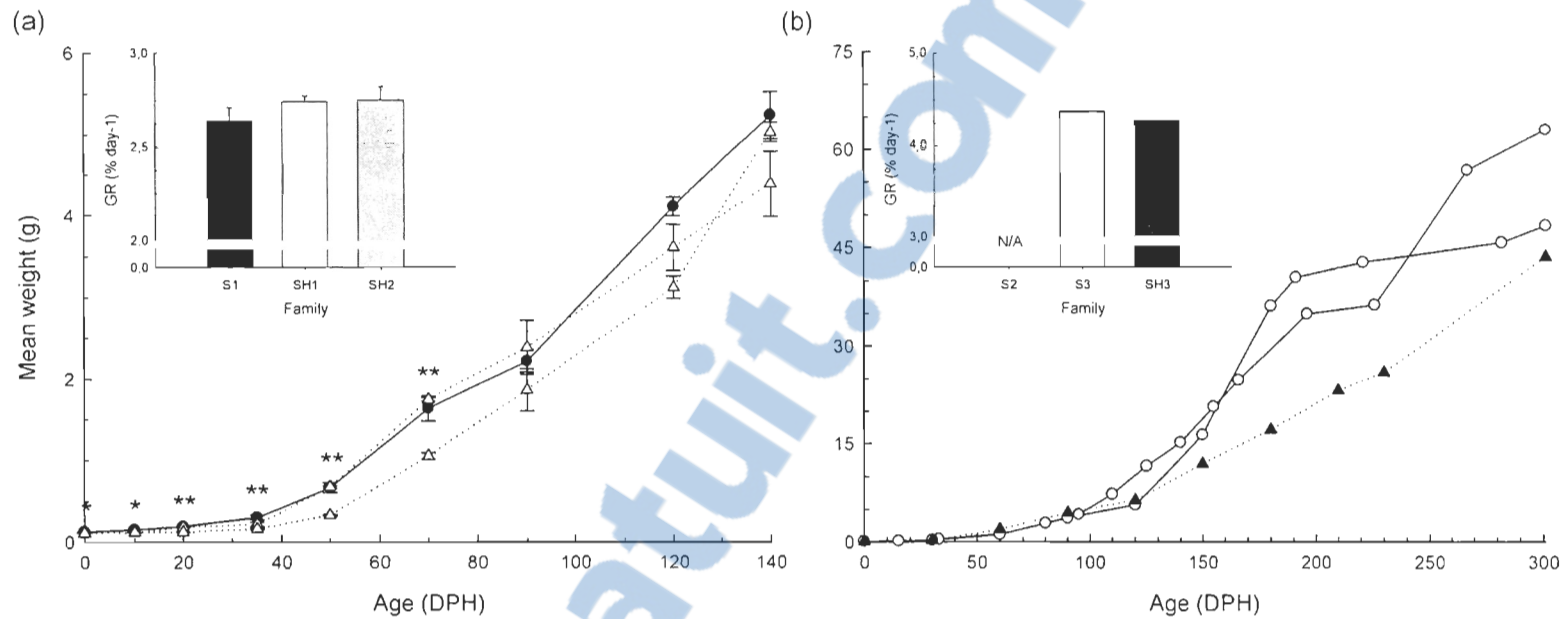 (a)
6
4
2
0
Mean weight (g)
0 20 40 60 80 100 120 140
Age (DPH)
* * ** ** ** **
3,0
2,5
2.0
0.0
GR (% day-1)
S1 SH1 SH2
Family
(b)
75
60
45
30
15
0
0 50 100 150 200 250 300
Age (DPH)
5,0
4,0
3,0
0,0
GR (% day-1)
N/A
S2 S3 SH3
Family
atuit.com